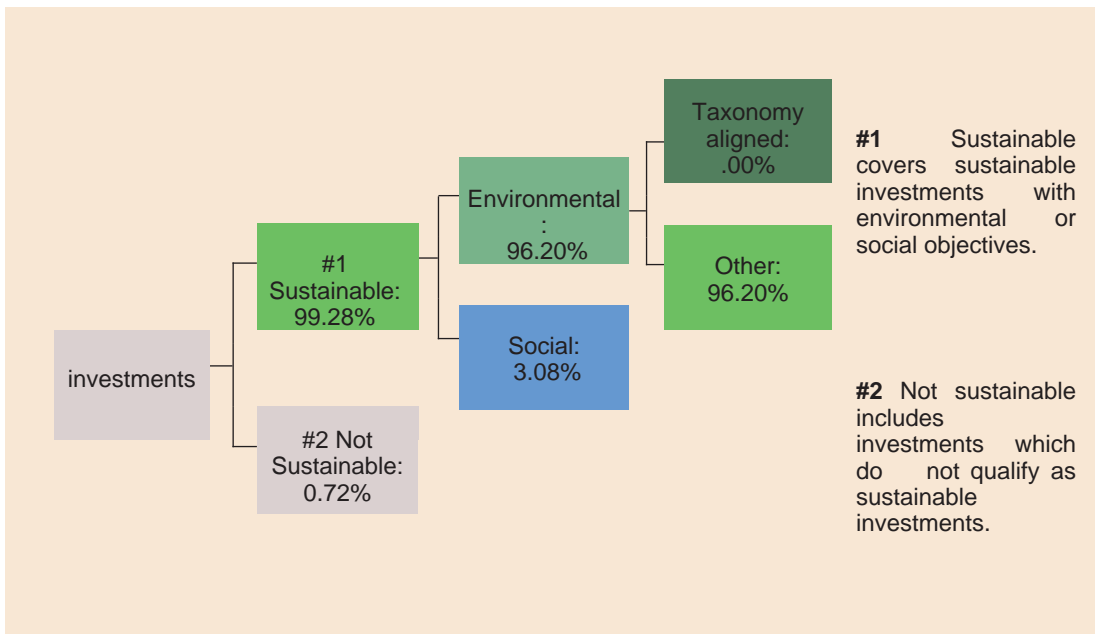 investments
#1
Sustainable:
99.28%
#2 Not
Sustainable:
0.72%
Environmental
:
96.20%
Social:
3.08%
Taxonomy
aligned:
.00%
Other:
96.20%
#1 Sustainable
covers sustainable
investments with
environmental or
social objectives.
#2 Not sustainable
includes
investments which
do not qualify as
sustainable
investments.